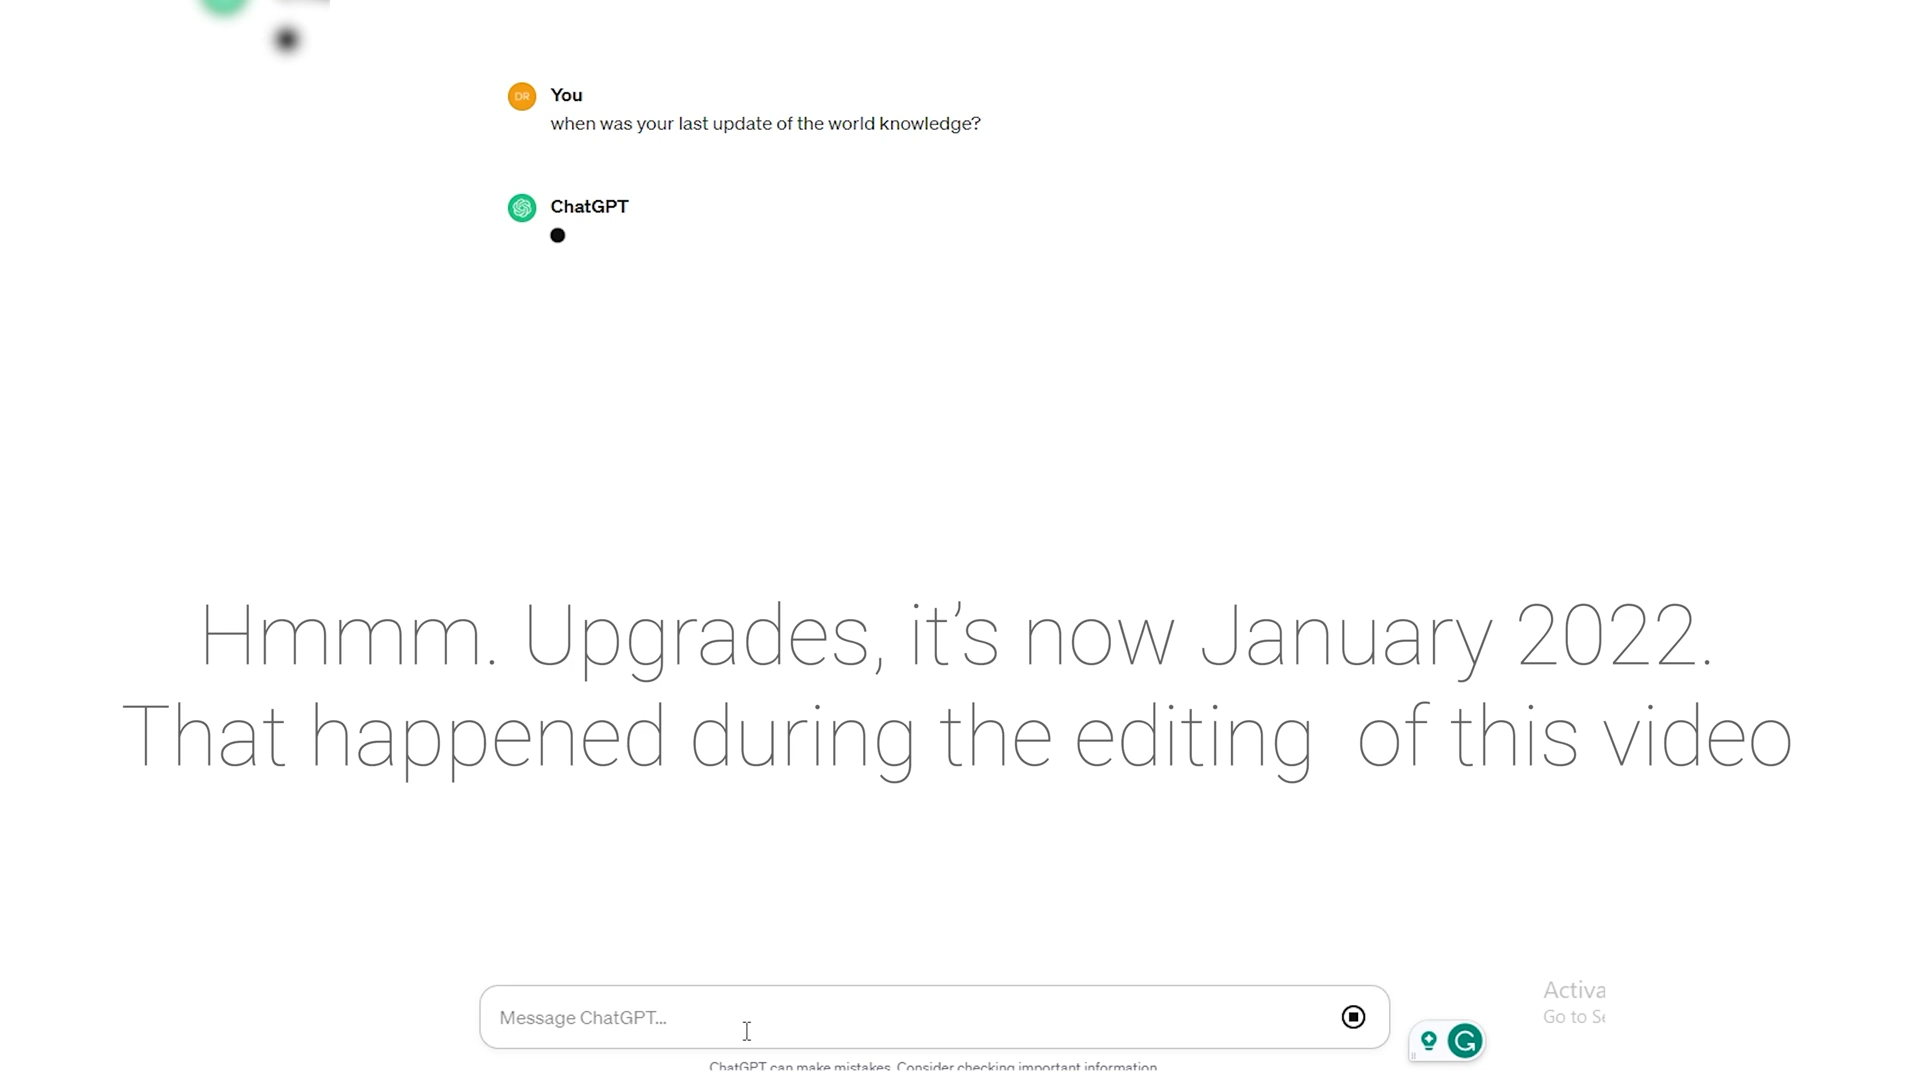 DR
You
when was your last update of the world knowledge?
ChatGPT
Hmmm. Upgrades, it's now January 2022.
That happened during the editing of this video
Message ChatGPT...
Activa
Go to Se
ChatGPT can make mistakes. Consider checking important information.